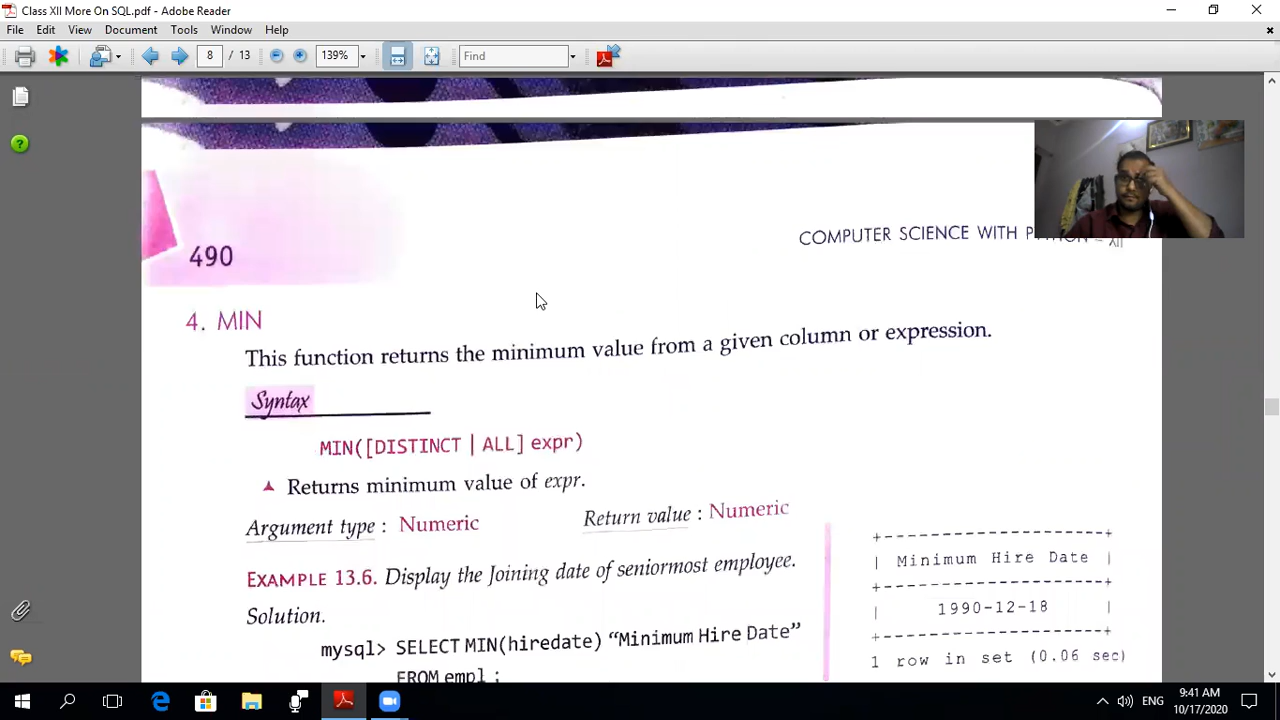 Class XII More On SQL.pdf - Adobe Reader
File Edit View Document Tools Window Help
8 / 13 139% Find
490
COMPUTER SCIENCE WITH P
4. MIN
This function returns the minimum value from a given column or expression.
Syntax
MIN([DISTINCT | ALL] expr)
Returns minimum value of expr.
Argument type : Numeric Return value : Numeric
EXAMPLE 13.6. Display the Joining date of seniormost employee.
Solution.
mysql> SELECT MIN(hiredate) “Minimum Hire Date”
FROM empl ;
+---------------------+
| Minimum Hire Date |
+---------------------+
| 1990-12-18 |
+---------------------+
1 row in set (0.06 sec)
ENG
9:41 AM
10/17/2020